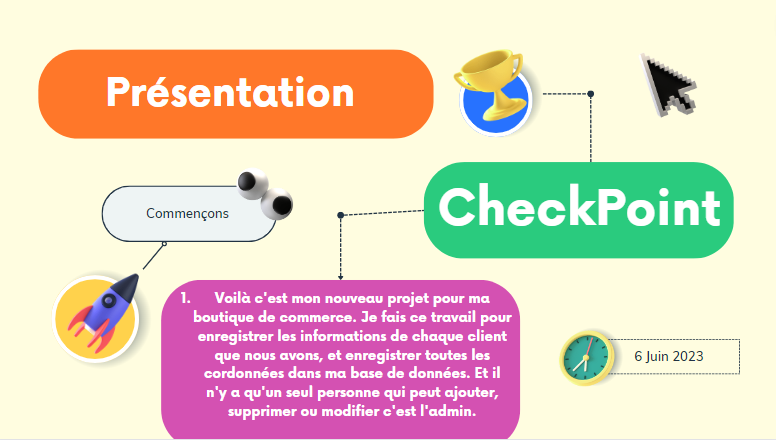 Présentation
CheckPoint
Commençons
1. Voilà c'est mon nouveau projet pour ma
boutique de commerce. Je fais ce travail pour
enregistrer les informations de chaque client
que nous avons, et enregistrer toutes les
cordonnées dans ma base de données. Et il
n'y a qu'un seul personne qui peut ajouter,
supprimer ou modifier c'est l'admin.
6 Juin 2023